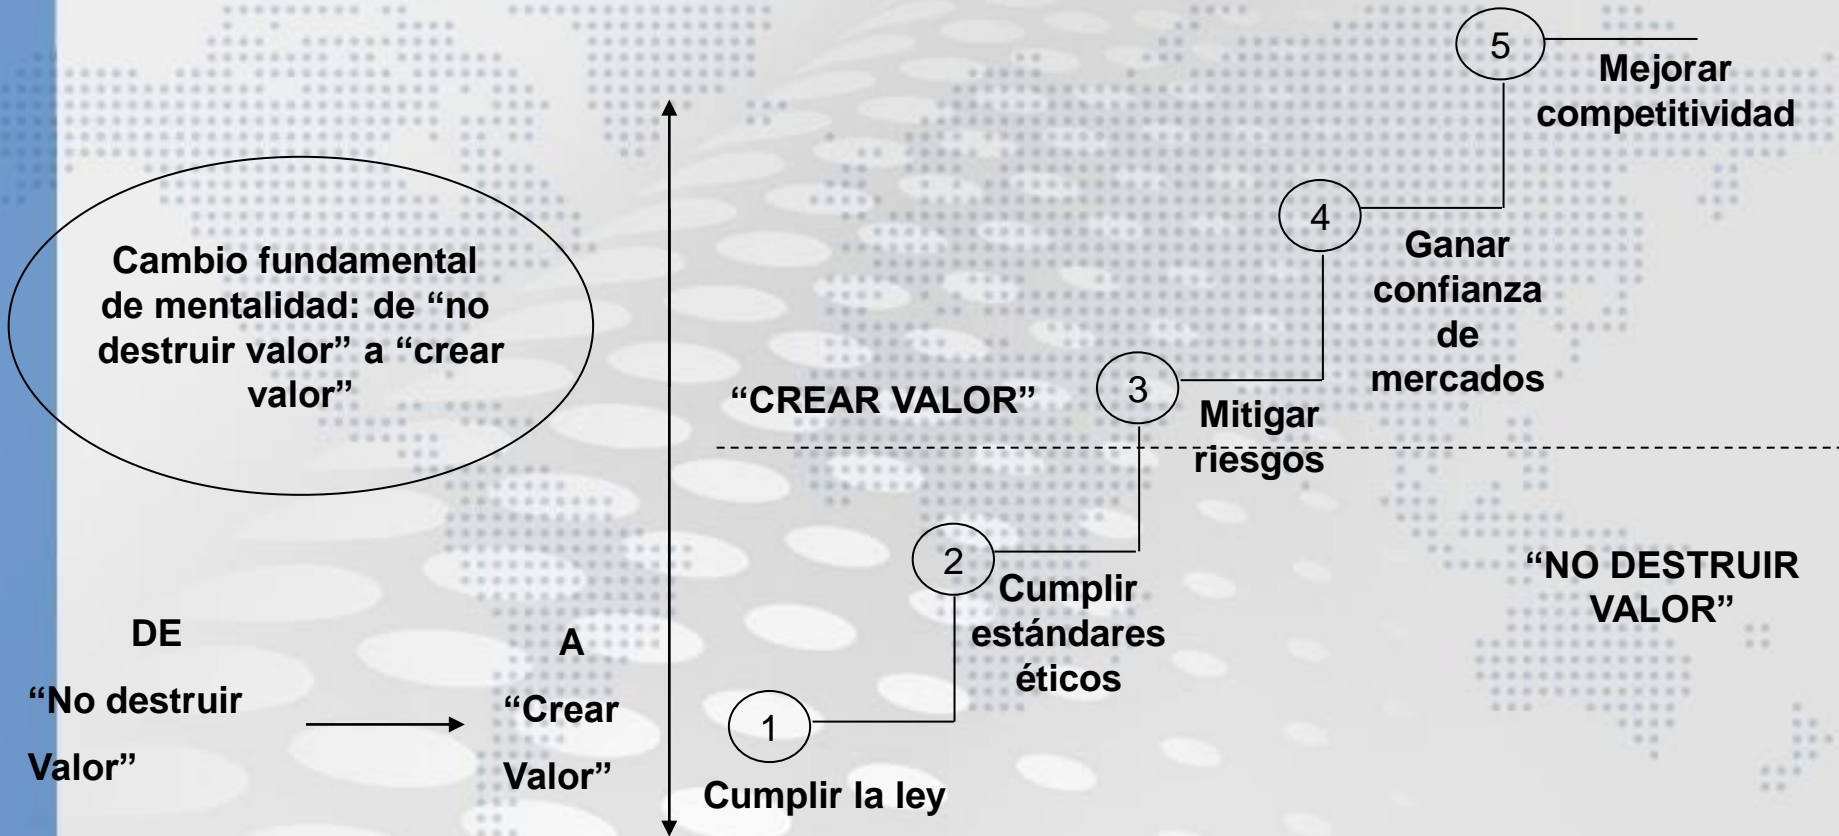 Cambio fundamental
de mentalidad: de “no
destruir valor” a “crear
valor”
DE
“No destruir
Valor”
A
“Crear
Valor”
“CREAR VALOR”
“NO DESTRUIR
VALOR”
1
Cumplir la ley
2
Cumplir
estándares
éticos
3
Mitigar
riesgos
4
Ganar
confianza
de
mercados
5
Mejorar
competitividad